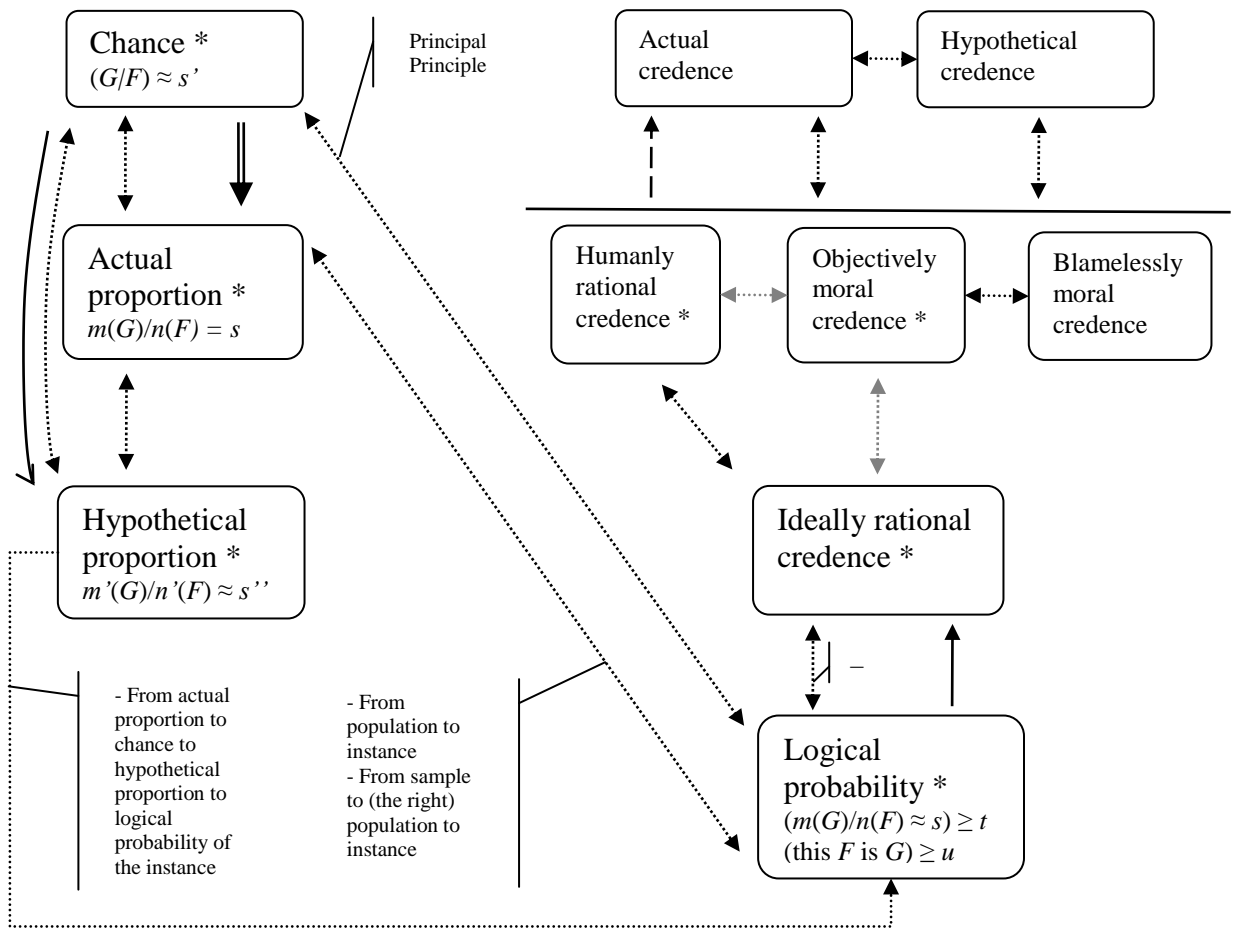 Chance *
(G/F) ≈ s’
Principal
Principle
Actual
credence
Hypothetical
credence
Actual
proportion *
m(G)/n(F) = s
Humanly
rational
credence *
Objectively
moral
credence *
Blamelessly
moral
credence
Hypothetical
proportion *
m’(G)/n’(F) ≈ s’’
Ideally rational
credence *
–
- From actual
proportion to
chance to
hypothetical
proportion to
logical
probability of
the instance
- From
population to
instance
- From sample
to (the right)
population to
instance
Logical
probability *
(m(G)/n(F) ≈ s) ≥ t
(this F is G) ≥ u